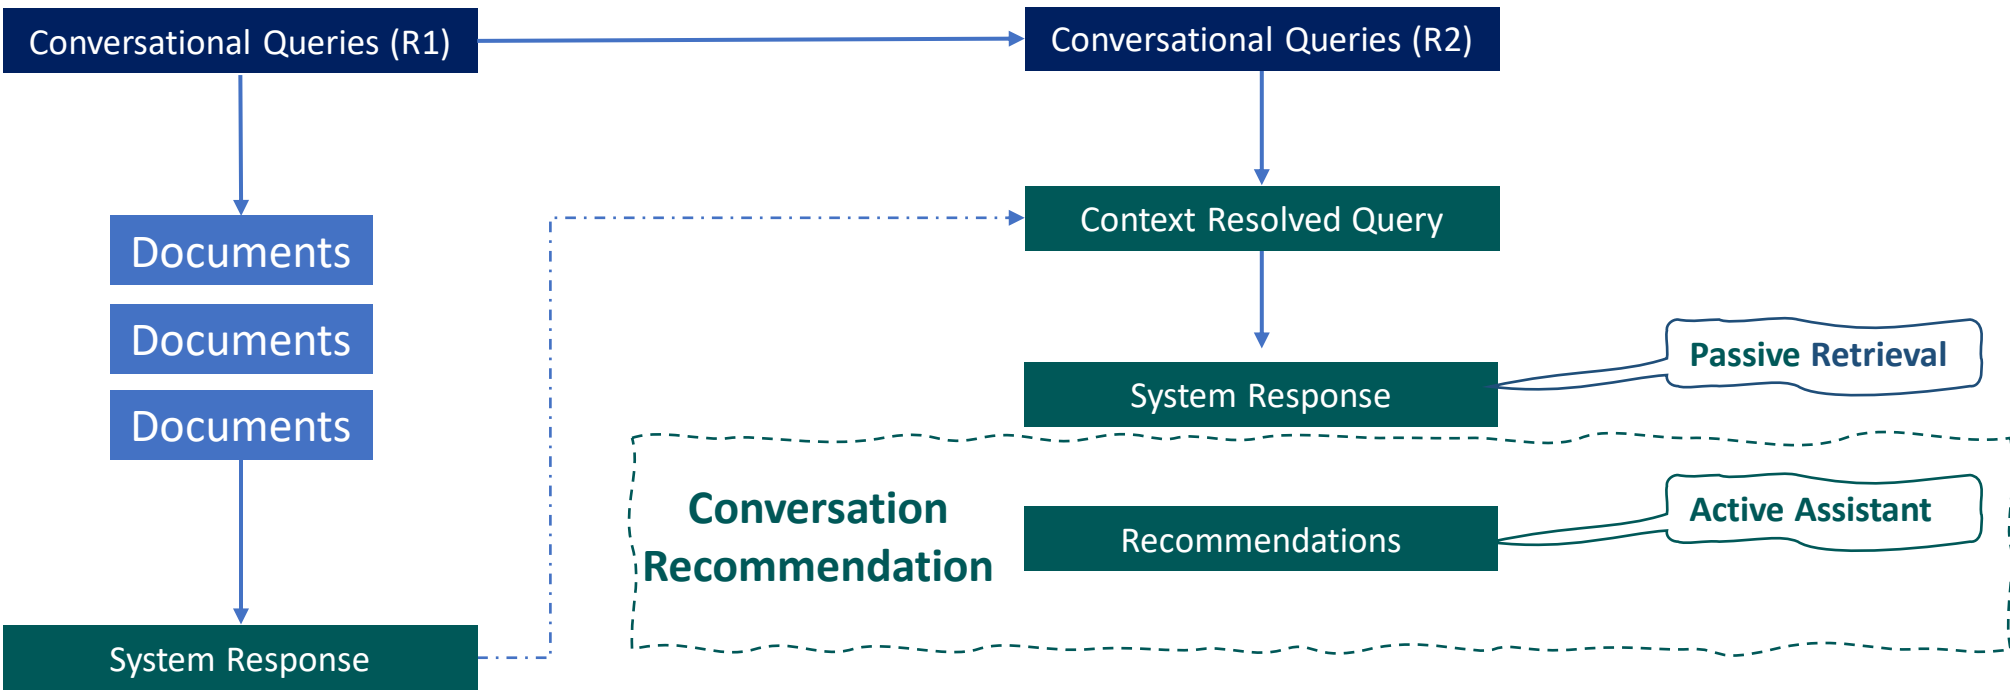 Conversational Queries (R1)
Conversational Queries (R2)
Documents
Documents
Documents
System Response
Context Resolved Query
System Response
Passive Retrieval
Conversation
Recommendation
Recommendations
Active Assistant